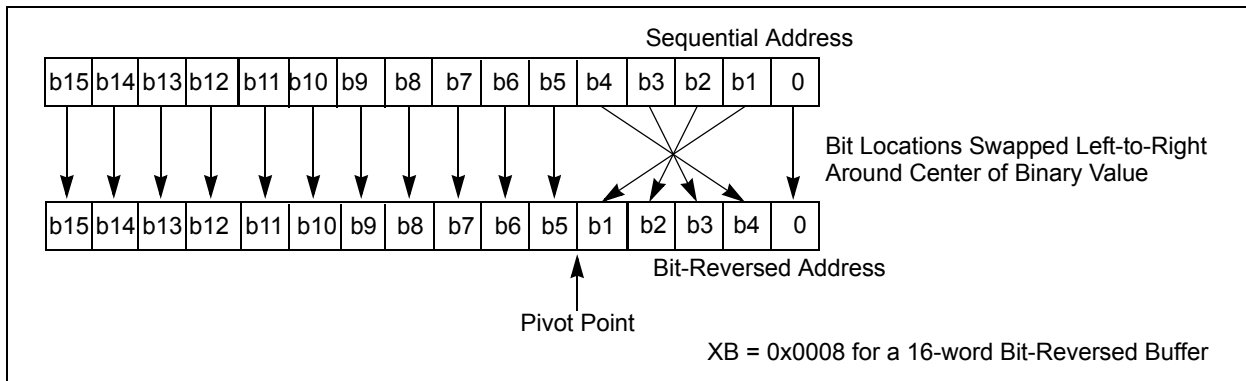 Sequential Address
b15 b14 b13 b12 b11 b10 b9 b8 b7 b6 b5 b4 b3 b2 b1 0
Bit Locations Swapped Left-to-Right
Around Center of Binary Value
b15 b14 b13 b12 b11 b10 b9 b8 b7 b6 b5 b1 b2 b3 b4 0
Bit-Reversed Address
Pivot Point
XB = 0x0008 for a 16-word Bit-Reversed Buffer